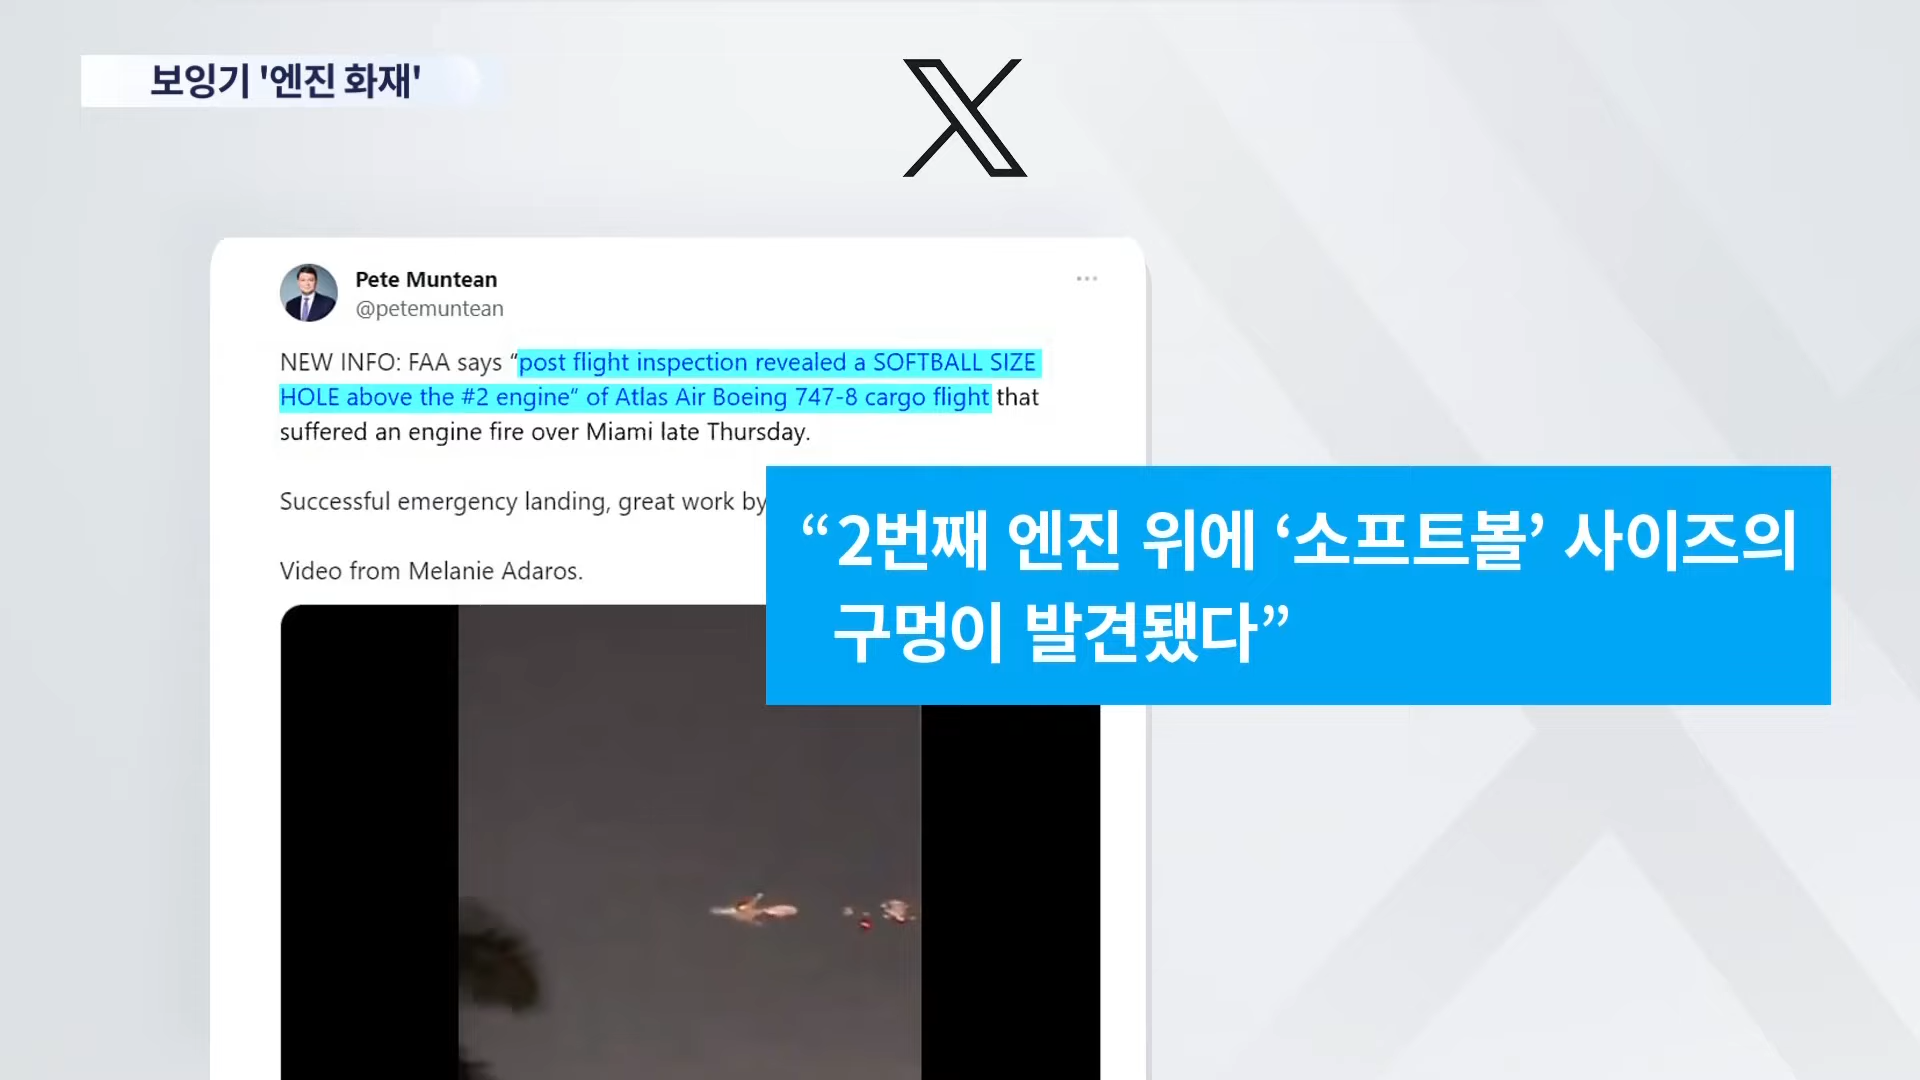 보잉기 '엔진 화재'
Pete Muntean
@petemuntean
NEW INFO: FAA says “post flight inspection revealed a SOFTBALL SIZE
HOLE above the #2 engine” of Atlas Air Boeing 747-8 cargo flight that
suffered an engine fire over Miami late Thursday.
Successful emergency landing, great work by
Video from Melanie Adaros.
“2번째 엔진 위에 ‘소프트볼’ 사이즈의
구멍이 발견됐다”